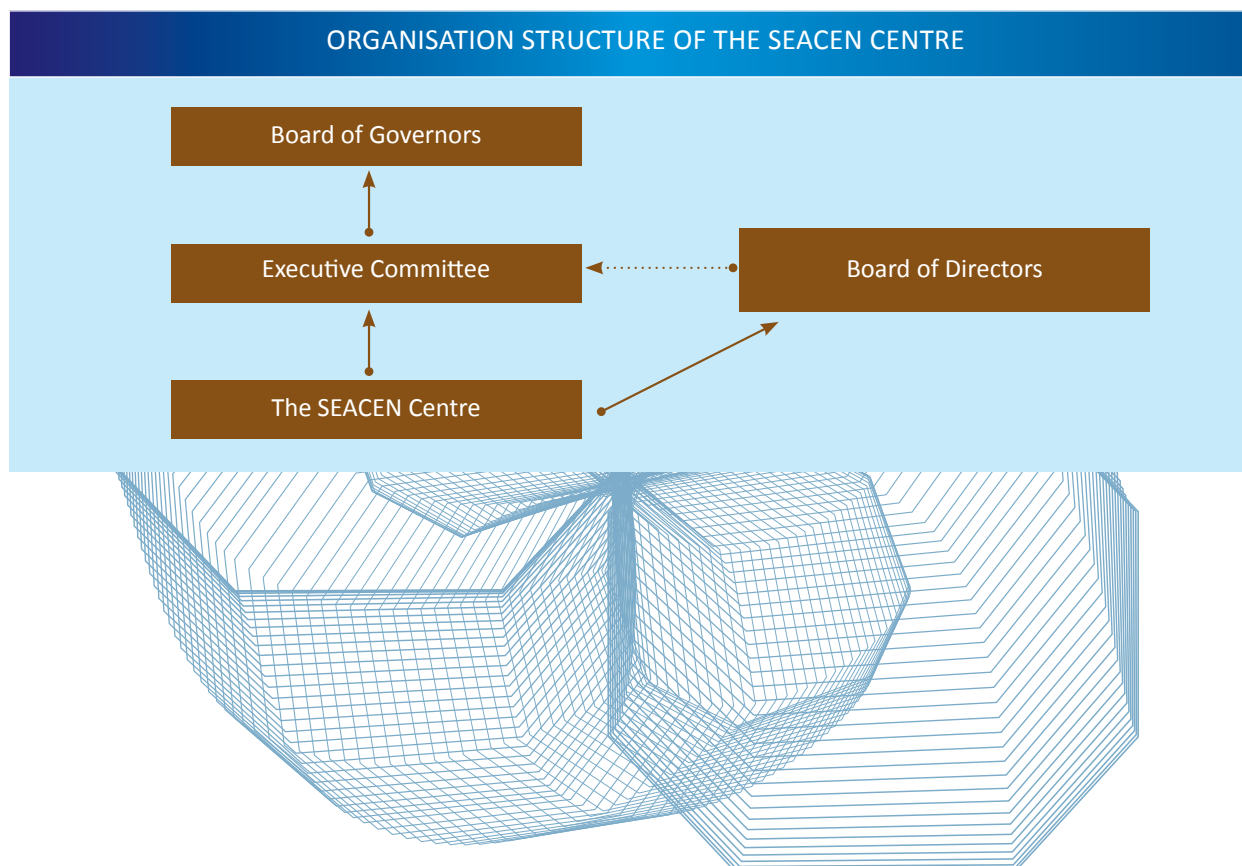 ORGANISATION STRUCTURE OF THE SEACEN CENTRE
Board of Governors
Executive Committee
Board of Directors
The SEACEN Centre